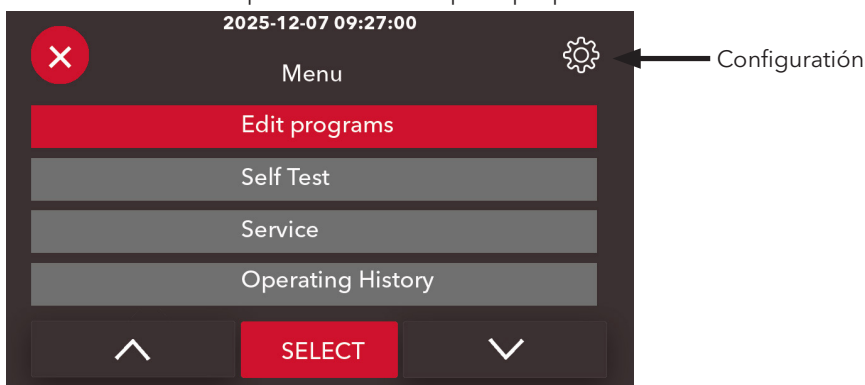 2025-12-07 09:27:00
Menu
Configuratión
Edit programs
Self Test
Service
Operating History
SELECT